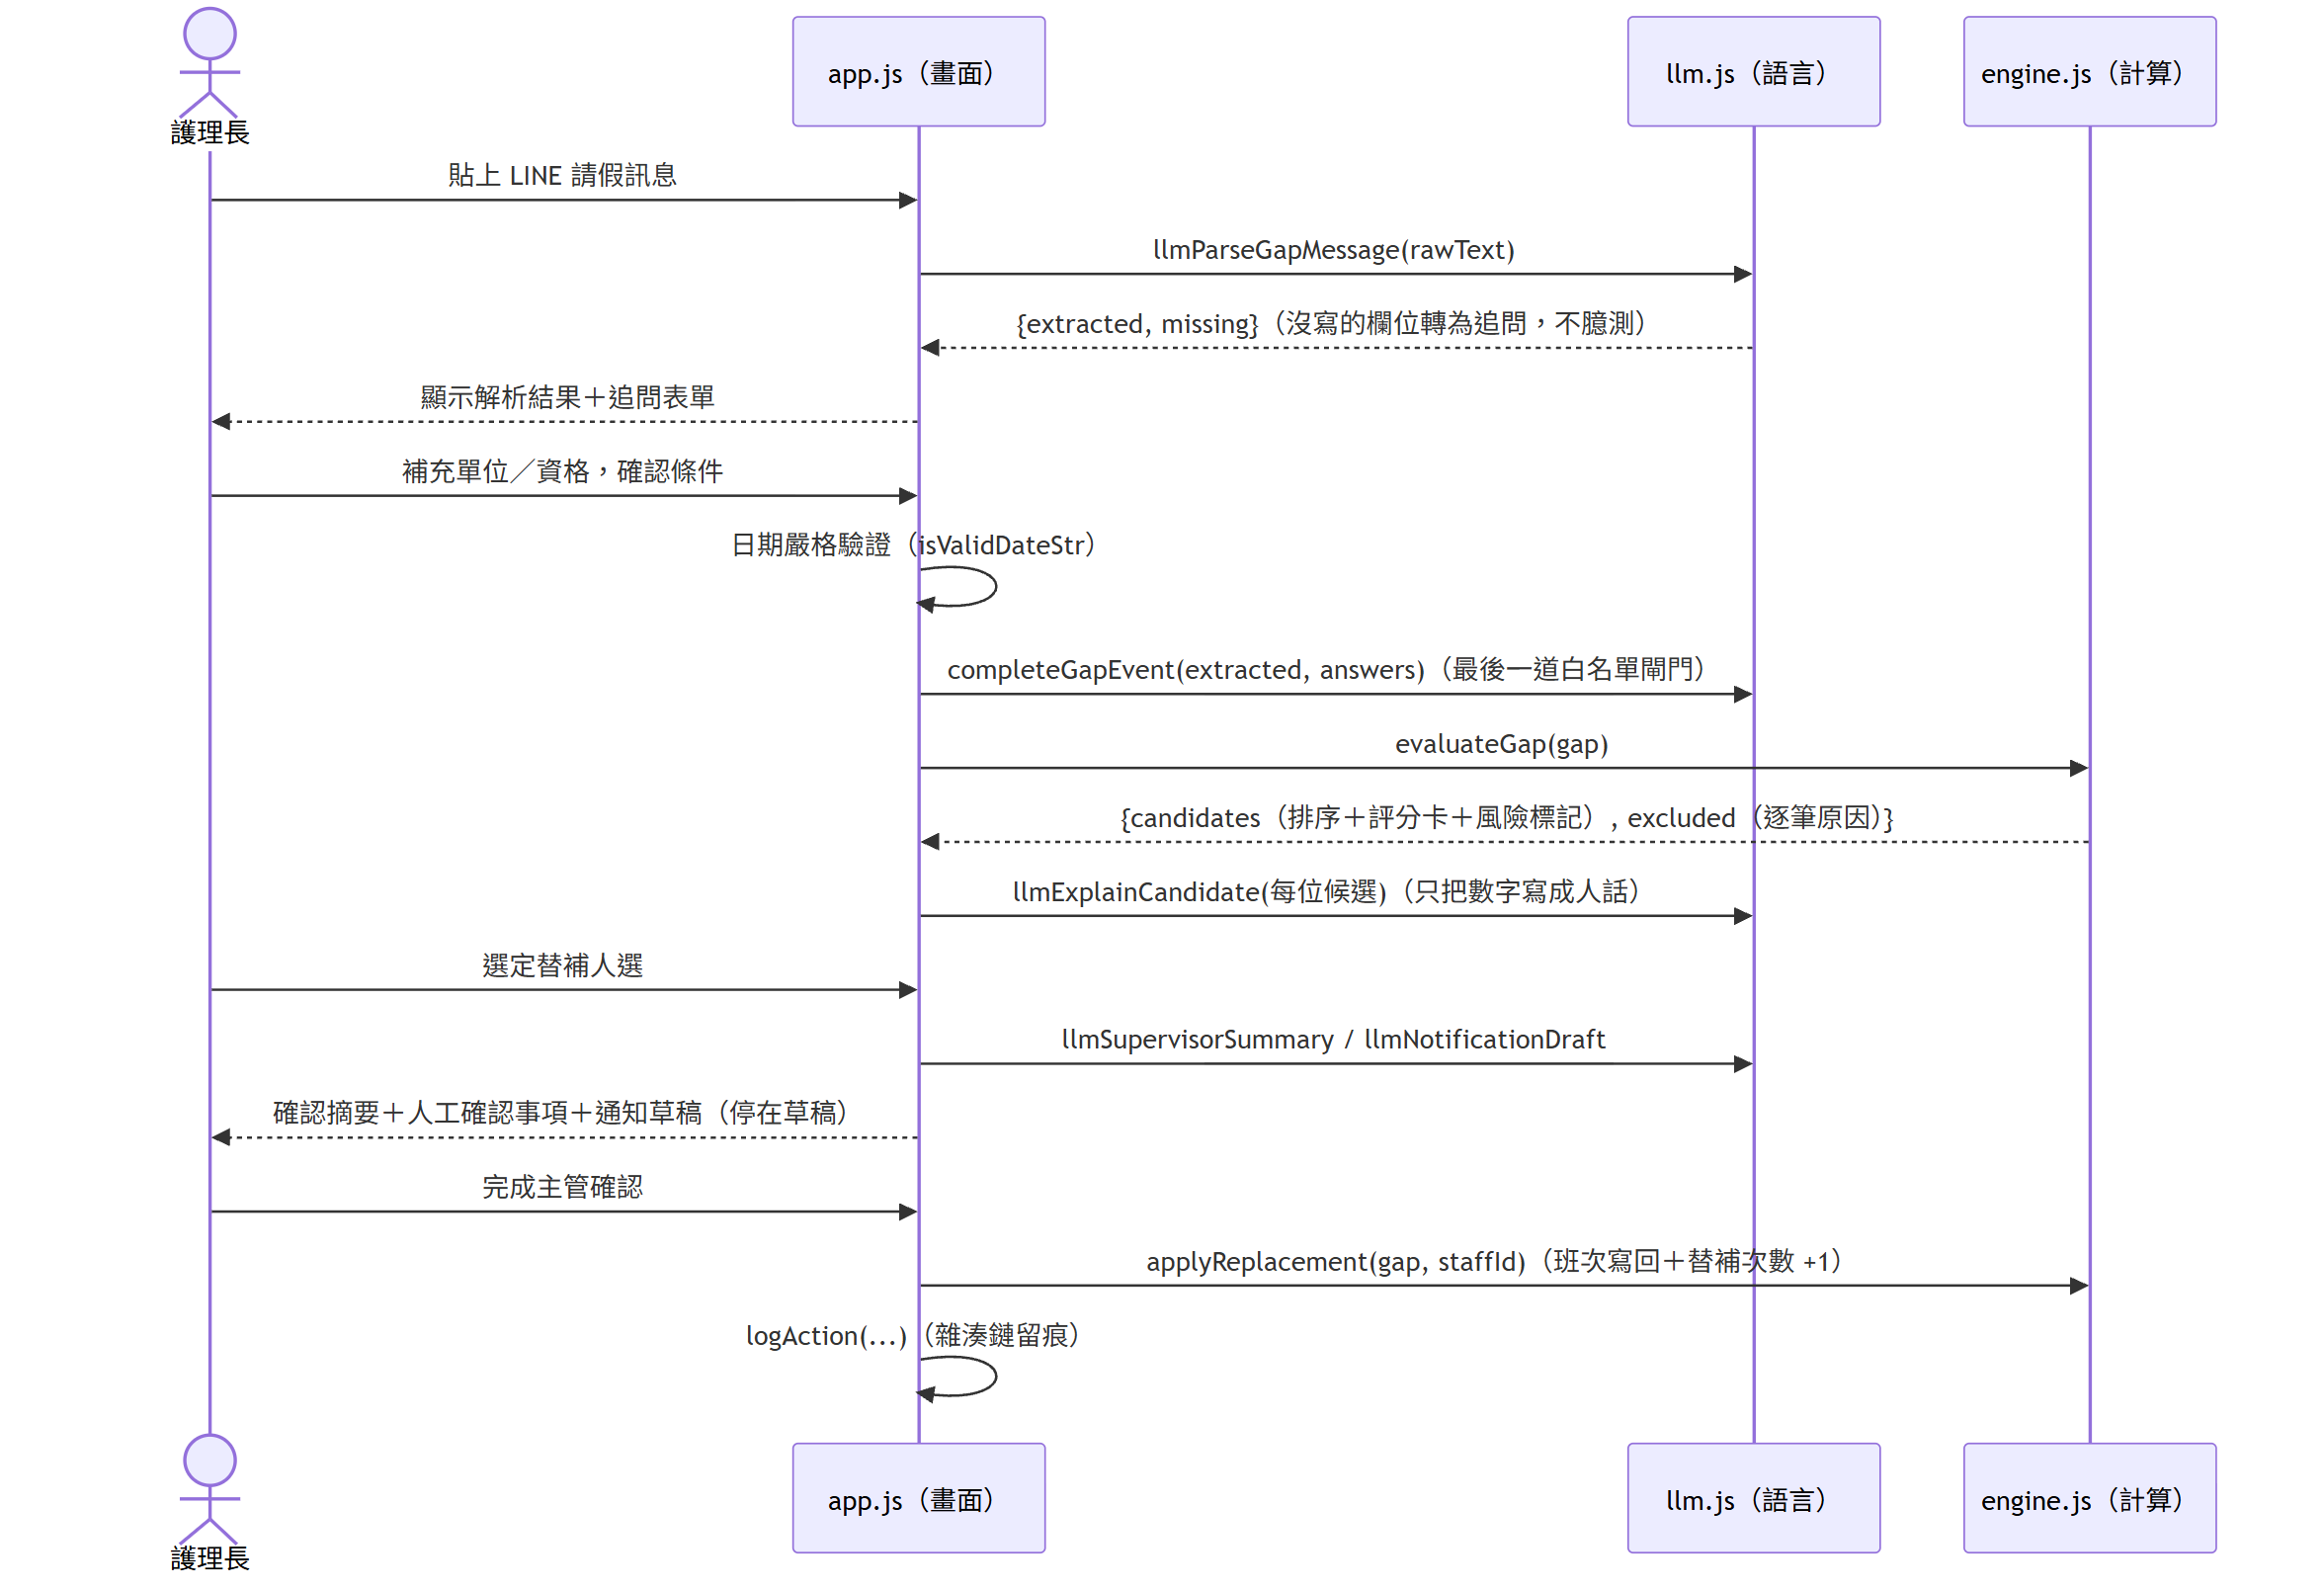 護理長
app.js（畫面）
llm.js（語言）
engine.js（計算）
貼上 LINE 請假訊息
llmParseGapMessage(rawText)
{extracted, missing}（沒寫的欄位轉為追問，不臆測）
顯示解析結果＋追問表單
補充單位／資格，確認條件
日期嚴格驗證（isValidDateStr）
completeGapEvent(extracted, answers)（最後一道白名單閘門）
evaluateGap(gap)
{candidates（排序＋評分卡＋風險標記）, excluded（逐筆原因）}
llmExplainCandidate(每位候選)（只把數字寫成人話）
選定替補人選
llmSupervisorSummary / llmNotificationDraft
確認摘要＋人工確認事項＋通知草稿（停在草稿）
完成主管確認
applyReplacement(gap, staffId)（班次寫回＋替補次數 +1）
logAction(...)（雜湊鏈留痕）
護理長
app.js（畫面）
llm.js（語言）
engine.js（計算）